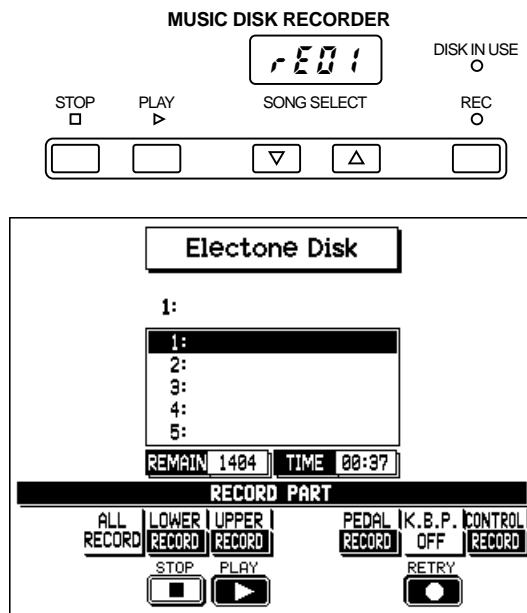 MUSIC DISK RECORDER
rE01
DISK IN USE
STOP PLAY SONG SELECT REC
Electone Disk
1:
1:
2:
3:
4:
5:
REMAIN 1404 TIME 00:37
RECORD PART
ALL LOWER UPPER PEDAL K.B.P. CONTROL
RECORD RECORD RECORD RECORD OFF RECORD
STOP PLAY RETRY